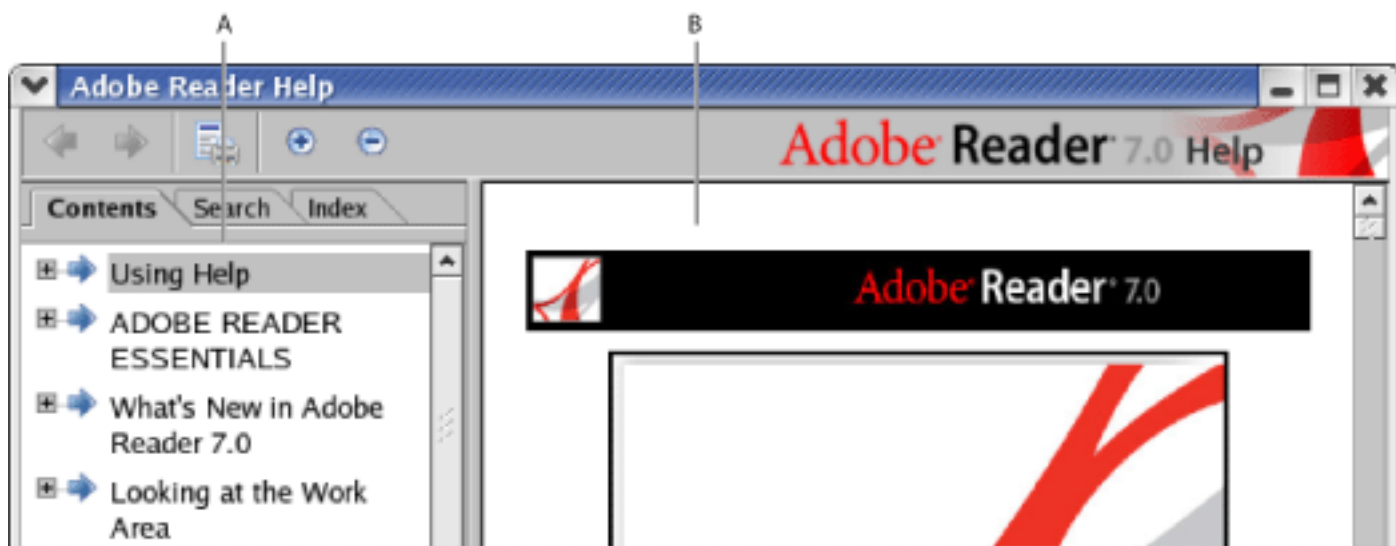 A B
Adobe Reader Help
Adobe Reader 7.0 Help
Contents Search Index
Using Help
ADOBE READER
ESSENTIALS
What's New in Adobe
Reader 7.0
Looking at the Work
Area
Adobe Reader 7.0